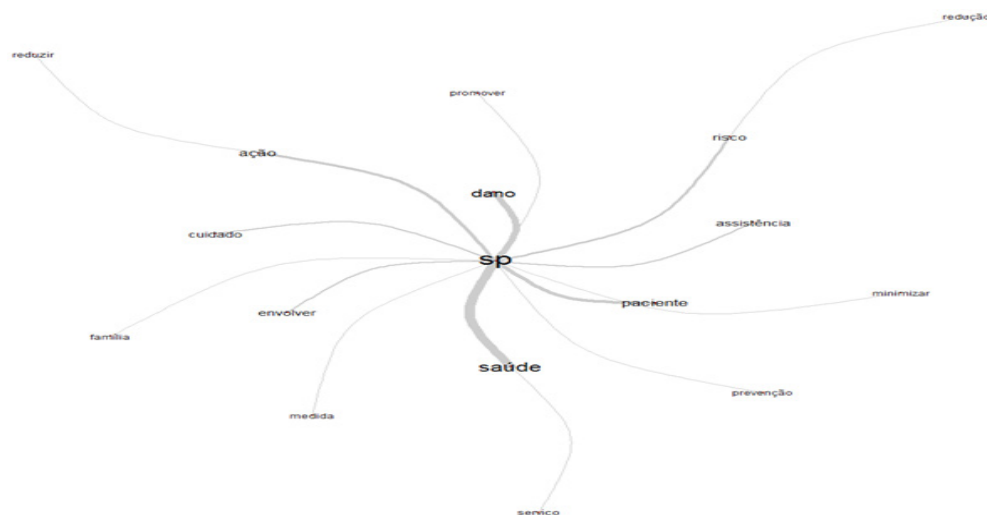 redução
reduzir
promover
risco
ação
dano
assistência
cuidado
sp
minimizar
paciente
envolver
família
saúde
prevenção
medida
serviço